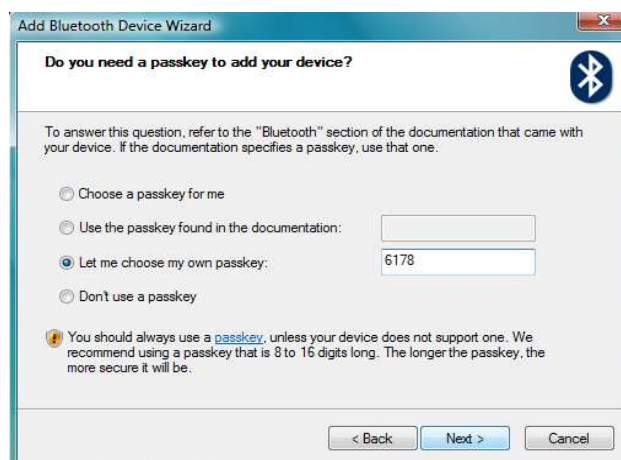 Add Bluetooth Device Wizard
Do you need a passkey to add your device?
To answer this question, refer to the "Bluetooth" section of the documentation that came with
your device. If the documentation specifies a passkey, use that one.
Choose a passkey for me
Use the passkey found in the documentation:
Let me choose my own passkey: 6178
Don't use a passkey
You should always use a passkey, unless your device does not support one. We
recommend using a passkey that is 8 to 16 digits long. The longer the passkey, the
more secure it will be.
< Back Next > Cancel